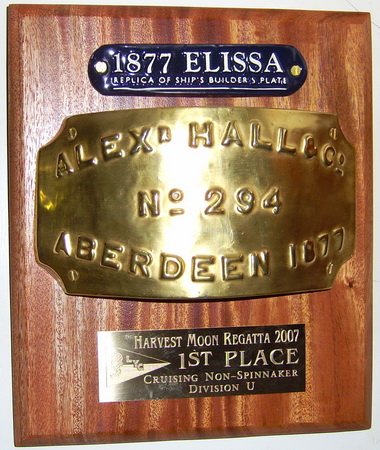 1877 ELISSA
REPLICA OF SHIP'S BUILDER'S PLATE
ALEXD HALL & CO
No 294
ABERDEEN 1877
HARVEST MOON REGATTA 2007
1ST PLACE
CRUISING NON-SPINNAKER
DIVISION U